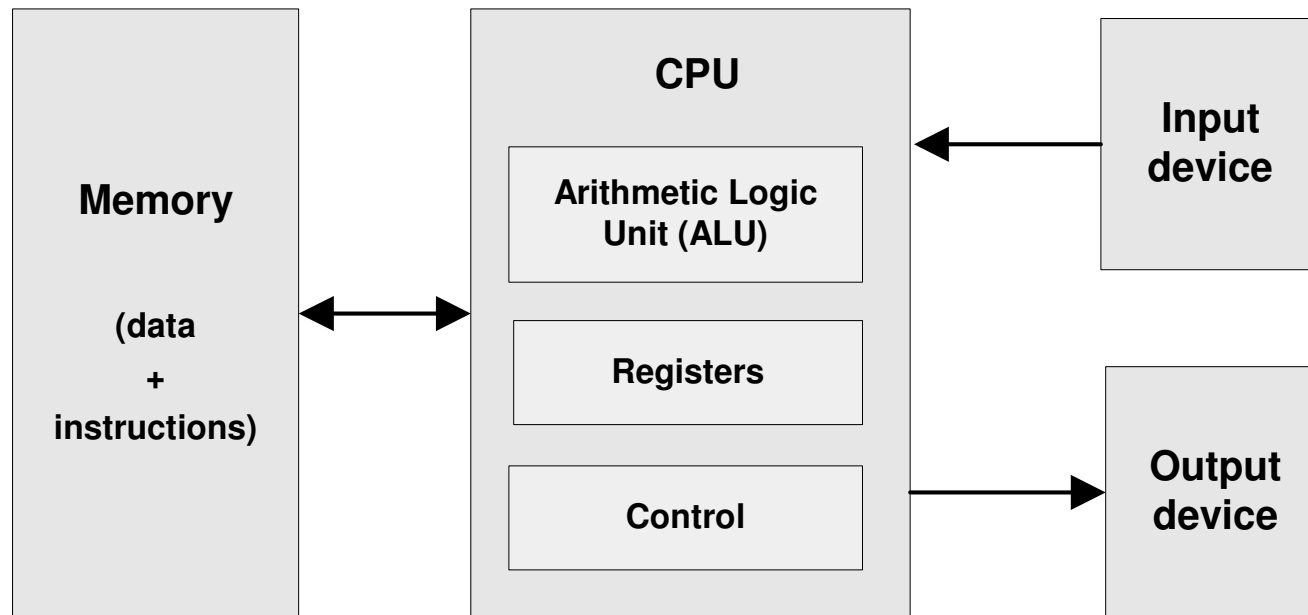 Memory
(data
+
instructions)
CPU
Arithmetic Logic
Unit (ALU)
Registers
Control
Input
device
Output
device